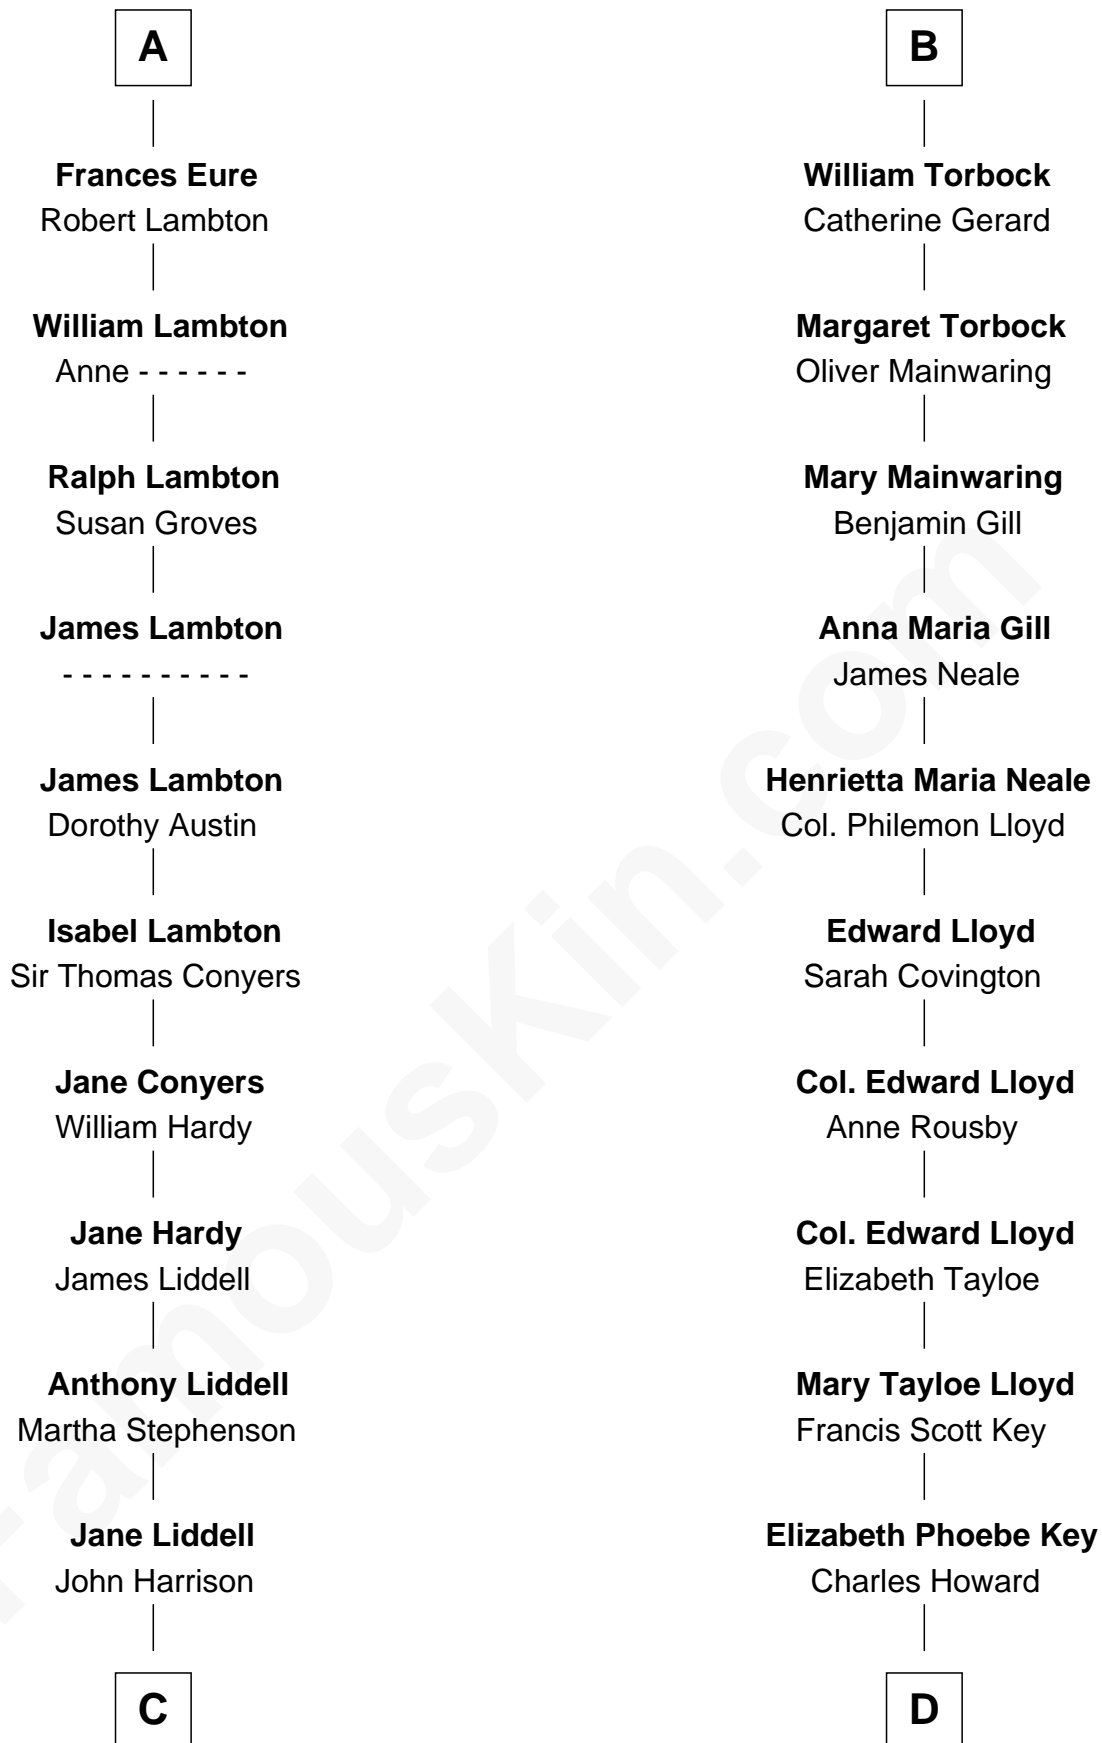 A
Frances Eure
Robert Lambton
William Lambton
Anne - - - - - -
Ralph Lambton
Susan Groves
James Lambton
- - - - - - - - - -
James Lambton
Dorothy Austin
Isabel Lambton
Sir Thomas Conyers
Jane Conyers
William Hardy
Jane Hardy
James Liddell
Anthony Liddell
Martha Stephenson
Jane Liddell
John Harrison
C
B
William Torbock
Catherine Gerard
Margaret Torbock
Oliver Mainwaring
Mary Mainwaring
Benjamin Gill
Anna Maria Gill
James Neale
Henrietta Maria Neale
Col. Philemon Lloyd
Edward Lloyd
Sarah Covington
Col. Edward Lloyd
Anne Rousby
Col. Edward Lloyd
Elizabeth Tayloe
Mary Tayloe Lloyd
Francis Scott Key
Elizabeth Phoebe Key
Charles Howard
D
FamousKin.com